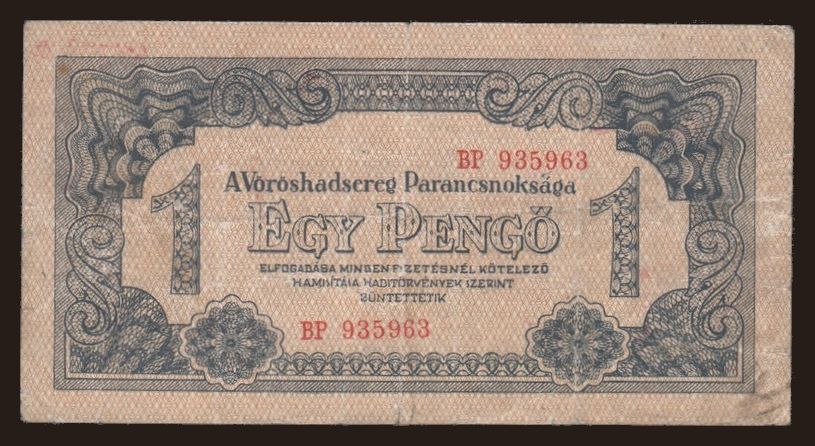 BP 935963
A Vöröshadsereg Parancsnoksága
1 EGY PENGŐ 1
ELFOGADÁSA MINDEN FIZETÉSNÉL KÖTELEZŐ
HAMISÍTÁSA HADITÖRVÉNYEK SZERINT
BÜNTETTETIK
BP 935963